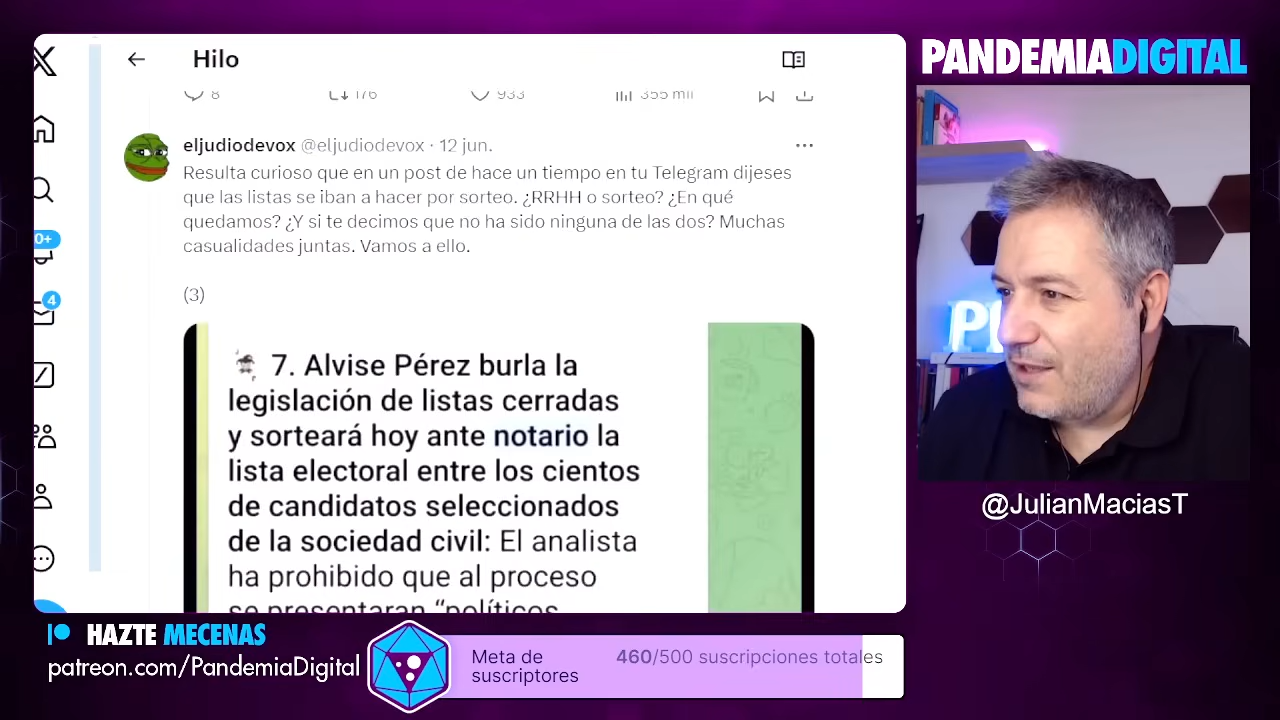 PANDEMIADIGITAL
Hilo
8
176
933
355 mil
eljudiodevox @eljudiodevox · 12 jun.
Resulta curioso que en un post de hace un tiempo en tu Telegram dijeses
que las listas se iban a hacer por sorteo. ¿RRHH o sorteo? ¿En qué
quedamos? ¿Y si te decimos que no ha sido ninguna de las dos? Muchas
casualidades juntas. Vamos a ello.
(3)
0+
4
7. Alvise Pérez burla la
legislación de listas cerradas
y sorteará hoy ante notario la
lista electoral entre los cientos
de candidatos seleccionados
de la sociedad civil: El analista
ha prohibido que al proceso
se presentaran “políticos
@JulianMaciasT
HAZTE MECENAS
patreon.com/PandemiaDigital
Meta de
suscriptores
460/500 suscripciones totales